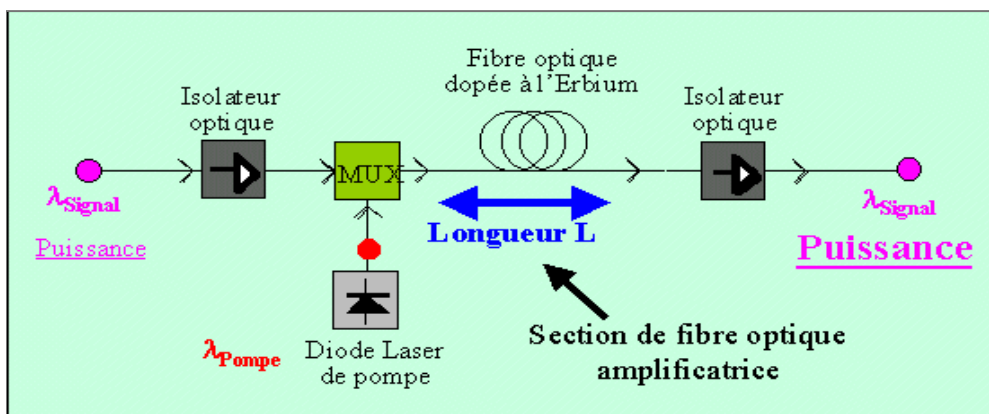 Fibre optique
dopée à l'Erbium
Isolateur
optique
Isolateur
optique
MUX
λSignal
Puissance
Longueur L
λSignal
Puissance
λPompe
Diode Laser
de pompe
Section de fibre optique
amplificatrice